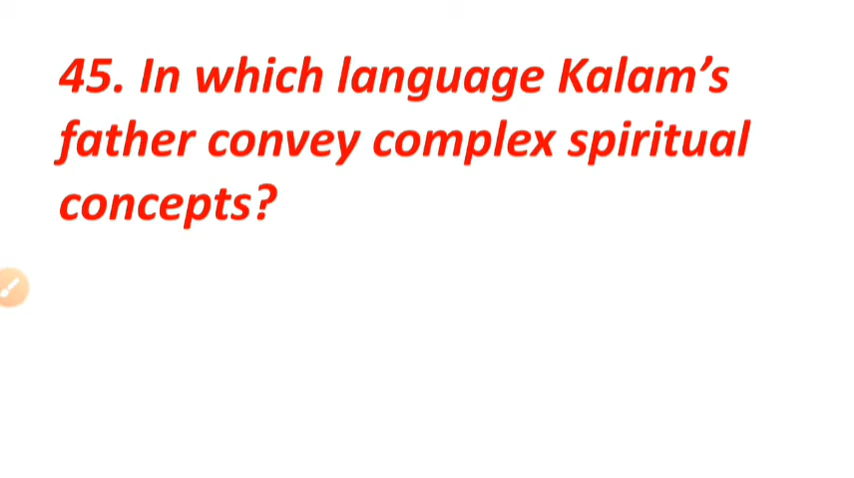 45. In which language Kalam’s
father convey complex spiritual
concepts?